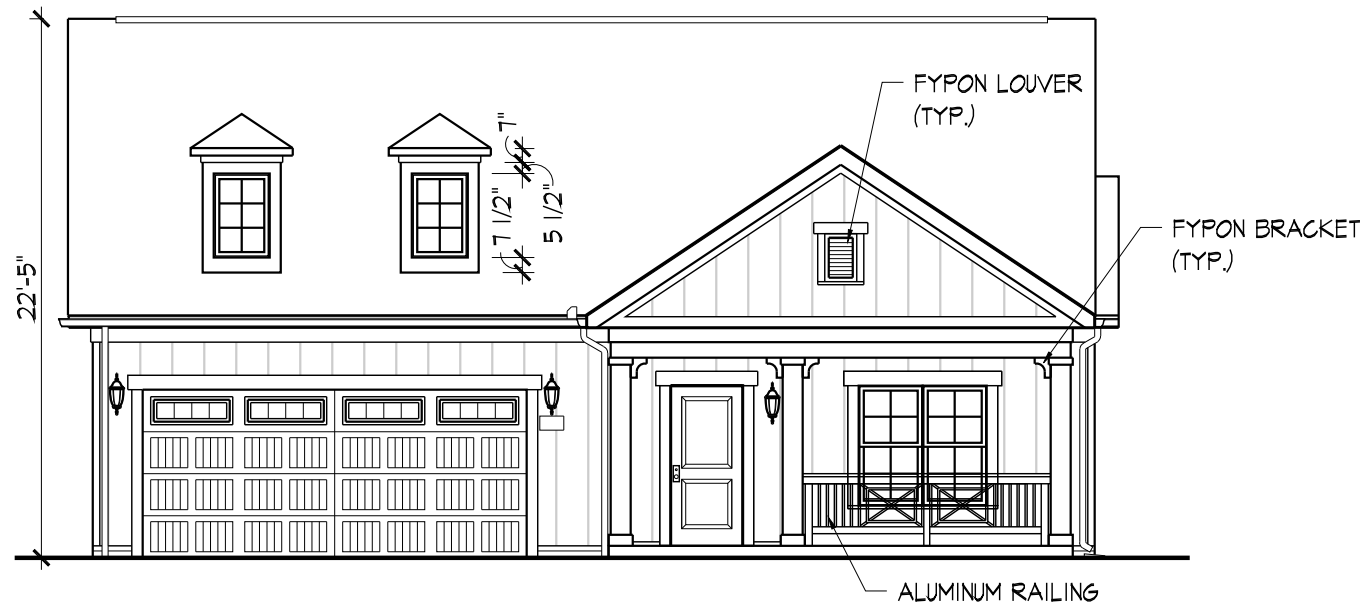 FYPON LOUVER
(TYP.)
7"
7 1/2"
5 1/2"
FYPON BRACKET
(TYP.)
22'-5"
ALUMINUM RAILING